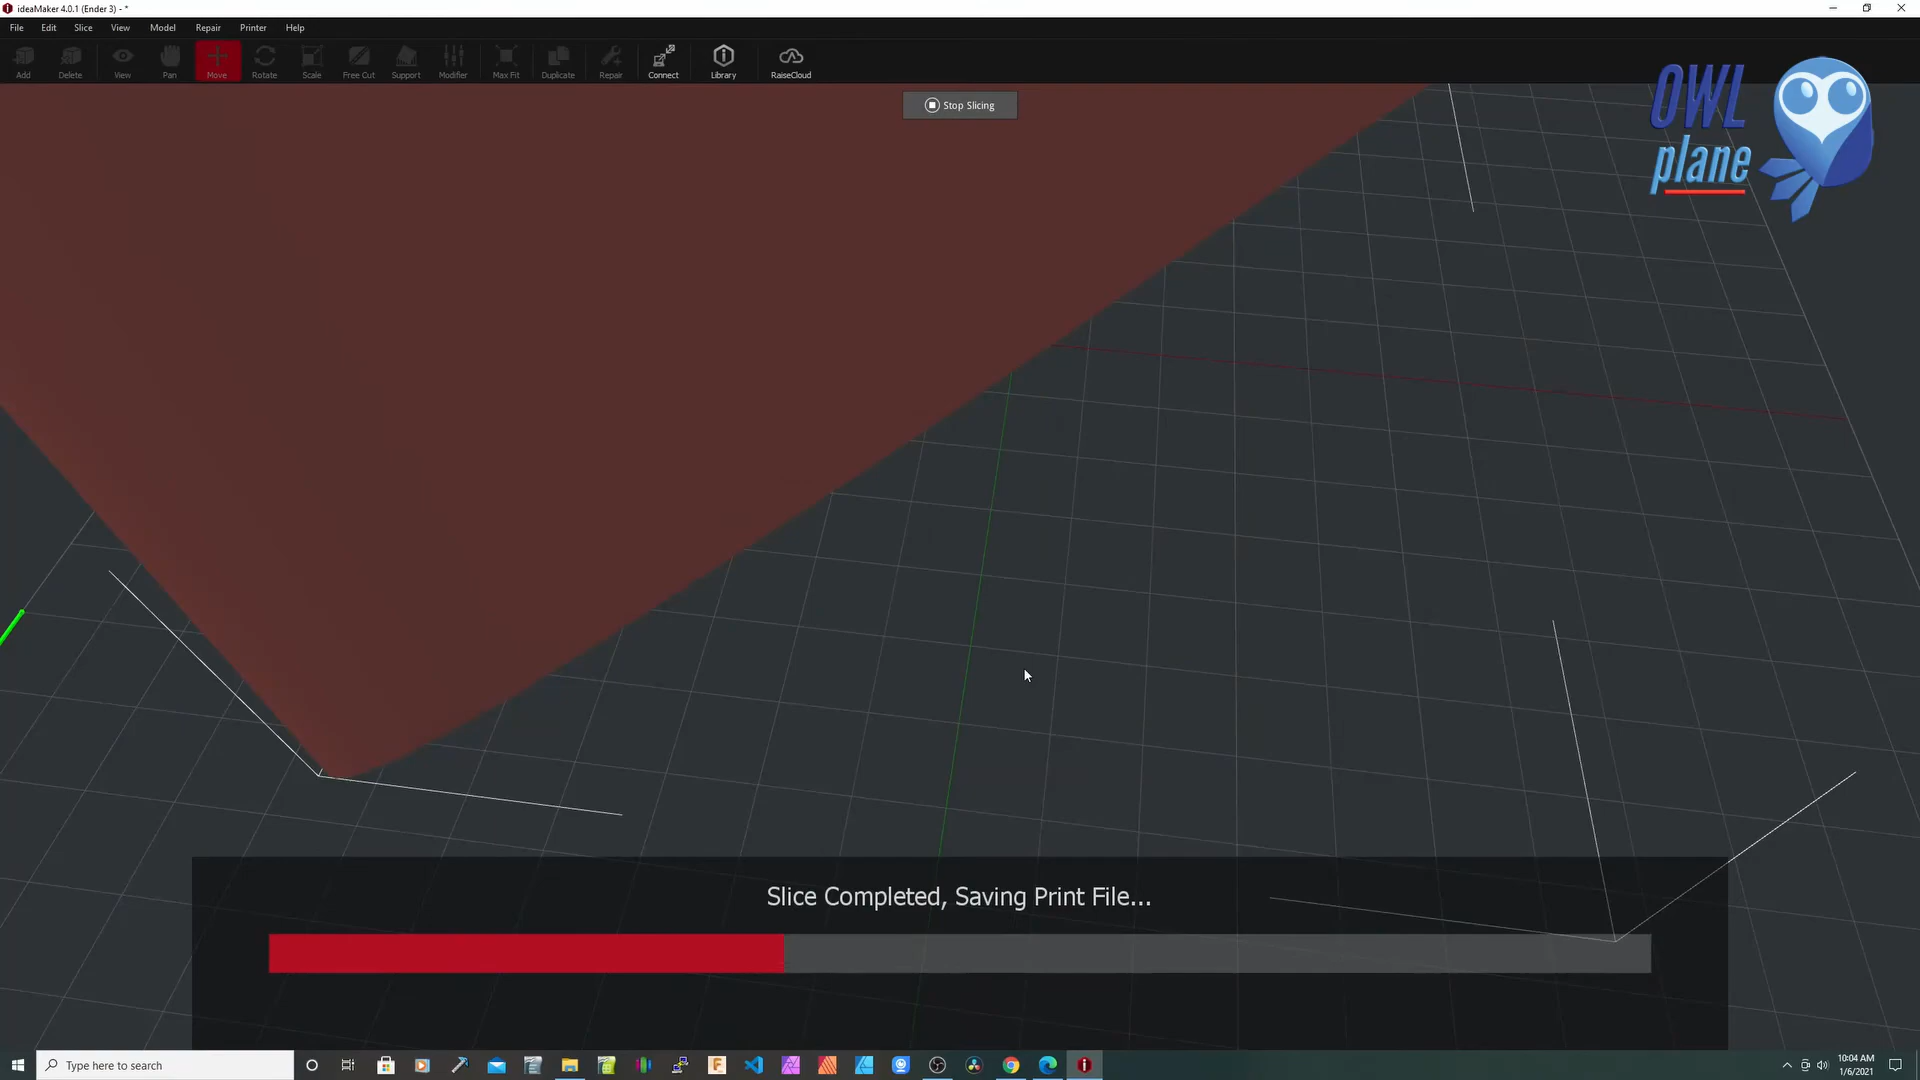 ideaMaker 4.0.1 (Ender 3) - *
File Edit Slice View Model Repair Printer Help
Add Delete View Pan Move Rotate Scale Free Cut Support Modifier Max Fit Duplicate Repair Connect Library RaiseCloud
Stop Slicing
OWL
plane
Slice Completed, Saving Print File...
Type here to search
10:04 AM
1/6/2021